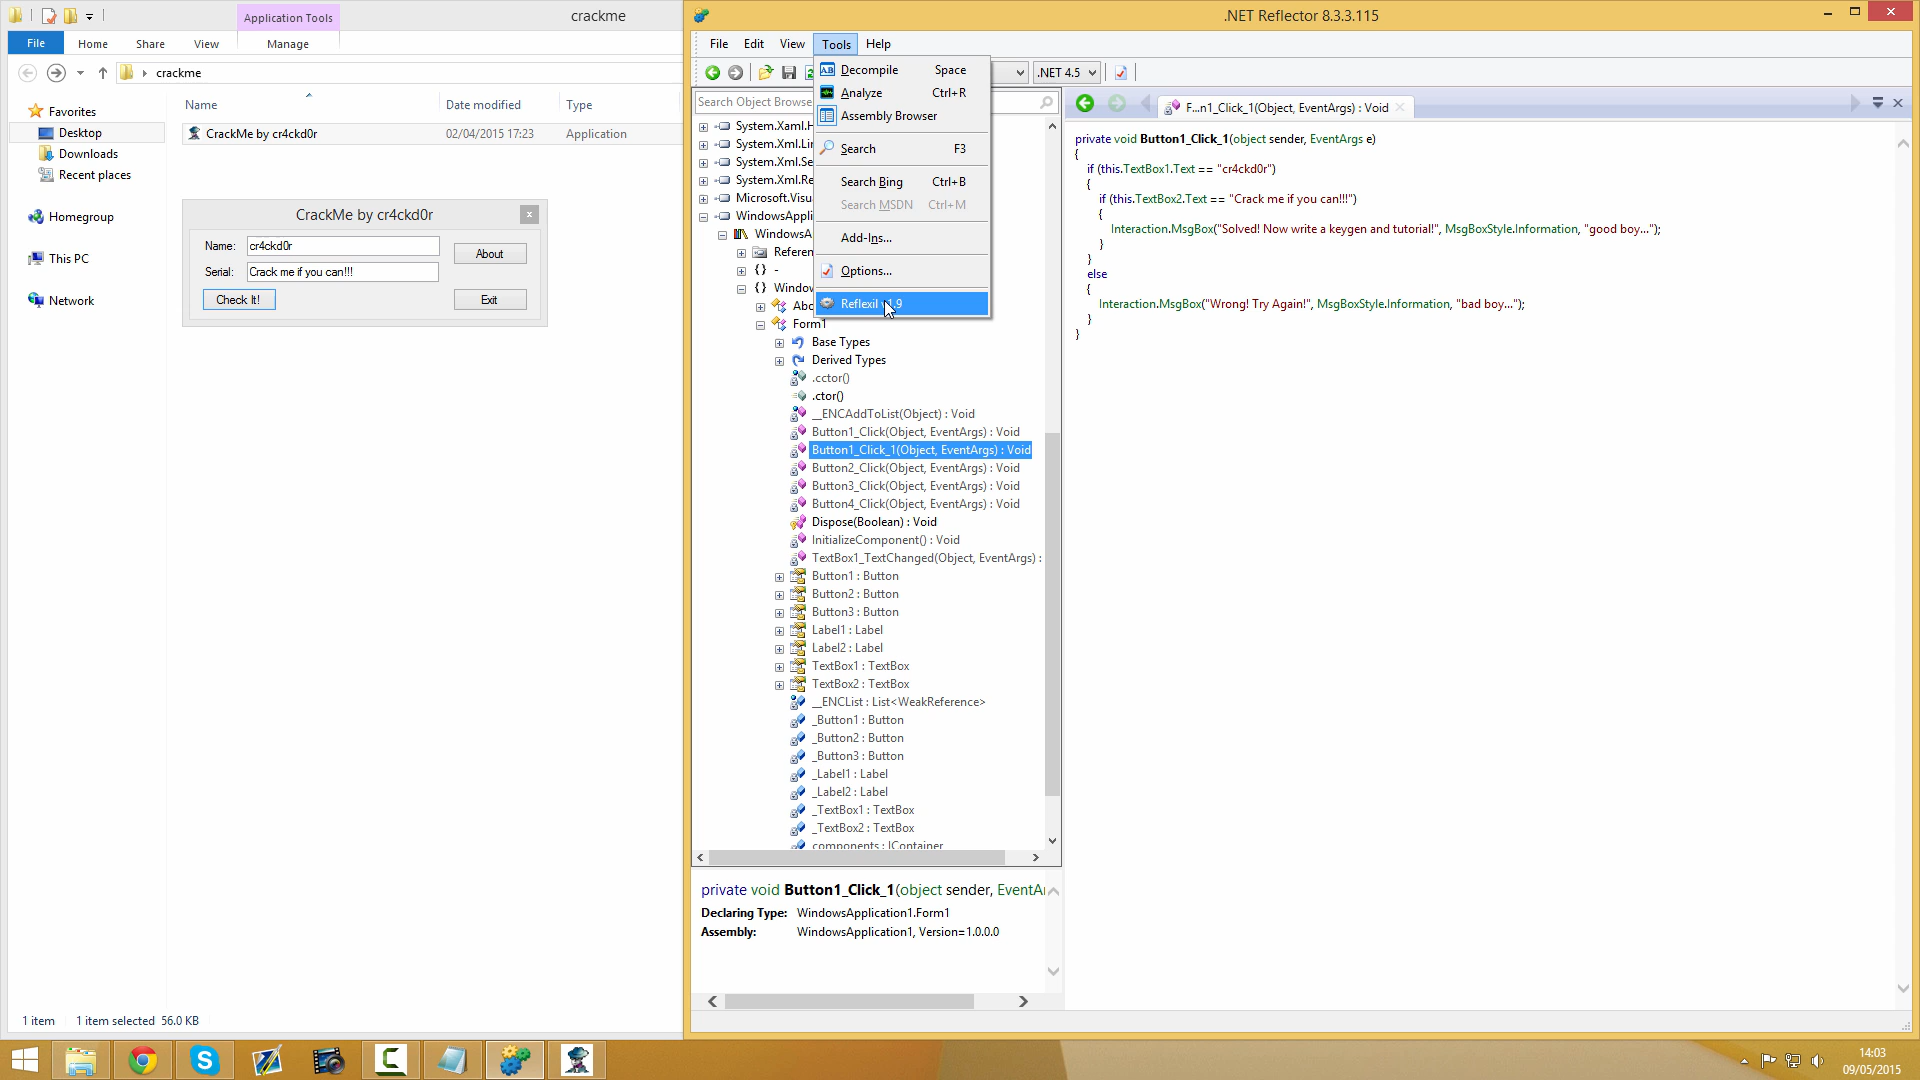 Application Tools
crackme
File
Home
Share
View
Manage
crackme
Favorites
Desktop
Downloads
Recent places
Homegroup
This PC
Network
Name
Date modified
Type
CrackMe by cr4ckd0r
02/04/2015 17:23
Application
CrackMe by cr4ckd0r
Name:
cr4ckd0r
About
Serial:
Crack me if you can!!!
Check It!
Exit
1 item
1 item selected 56.0 KB
.NET Reflector 8.3.3.115
File
Edit
View
Tools
Help
.NET 4.5
Decompile Space
Analyze Ctrl+R
Assembly Browser
Search F3
Search Bing Ctrl+B
Search MSDN Ctrl+M
Add-Ins...
Options...
Search Object Browse
System.Xaml.H
System.Xml.Lin
System.Xml.Se
System.Xml.Re
Microsoft.Visu
WindowsAppli
WindowsA
Referen
-
Window
Abo
Form1
Base Types
Derived Types
.cctor()
.ctor()
__ENCAddToList(Object) : Void
Button1_Click(Object, EventArgs) : Void
Button1_Click_1(Object, EventArgs) : Void
Button2_Click(Object, EventArgs) : Void
Button3_Click(Object, EventArgs) : Void
Button4_Click(Object, EventArgs) : Void
Dispose(Boolean) : Void
InitializeComponent() : Void
TextBox1_TextChanged(Object, EventArgs) :
Button1 : Button
Button2 : Button
Button3 : Button
Label1 : Label
Label2 : Label
TextBox1 : TextBox
TextBox2 : TextBox
__ENCList : List<WeakReference>
_Button1 : Button
_Button2 : Button
_Button3 : Button
_Label1 : Label
_Label2 : Label
_TextBox1 : TextBox
_TextBox2 : TextBox
components : IContainer
private void Button1_Click_1(object sender, EventAr
Declaring Type: WindowsApplication1.Form1
Assembly: WindowsApplication1, Version=1.0.0.0
F...n1_Click_1(Object, EventArgs) : Void
private void Button1_Click_1(object sender, EventArgs e)
{
if (this.TextBox1.Text == "cr4ckd0r")
{
if (this.TextBox2.Text == "Crack me if you can!!!")
{
Interaction.MsgBox("Solved! Now write a keygen and tutorial!", MsgBoxStyle.Information, "good boy...");
}
}
else
{
Interaction.MsgBox("Wrong! Try Again!", MsgBoxStyle.Information, "bad boy...");
}
}
14:03
09/05/2015